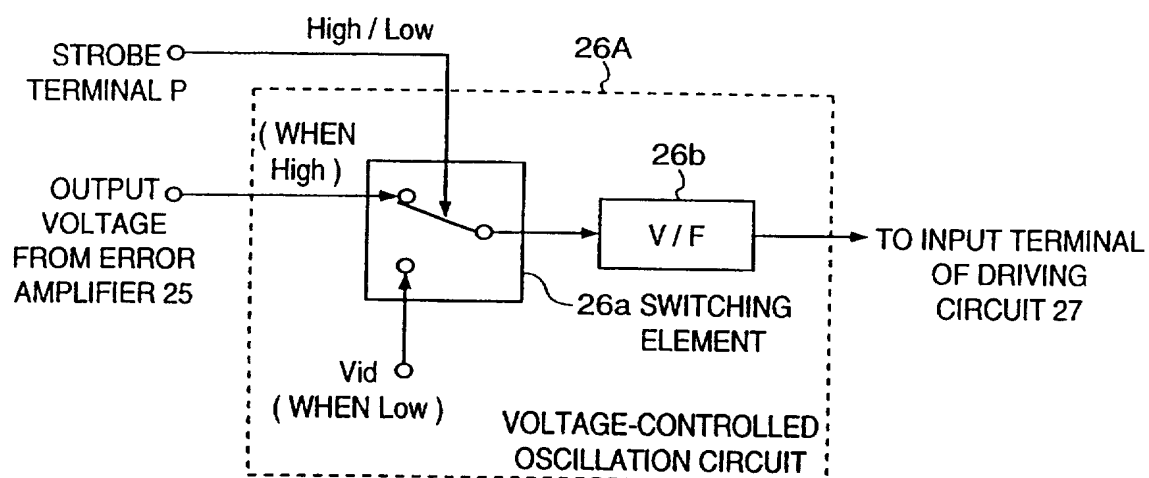 High / Low
STROBE
TERMINAL P
26A
( WHEN
High )
26b
OUTPUT
VOLTAGE
FROM ERROR
AMPLIFIER 25
V / F
TO INPUT TERMINAL
OF DRIVING
CIRCUIT 27
26a SWITCHING
ELEMENT
Vid
( WHEN Low )
VOLTAGE-CONTROLLED
OSCILLATION CIRCUIT